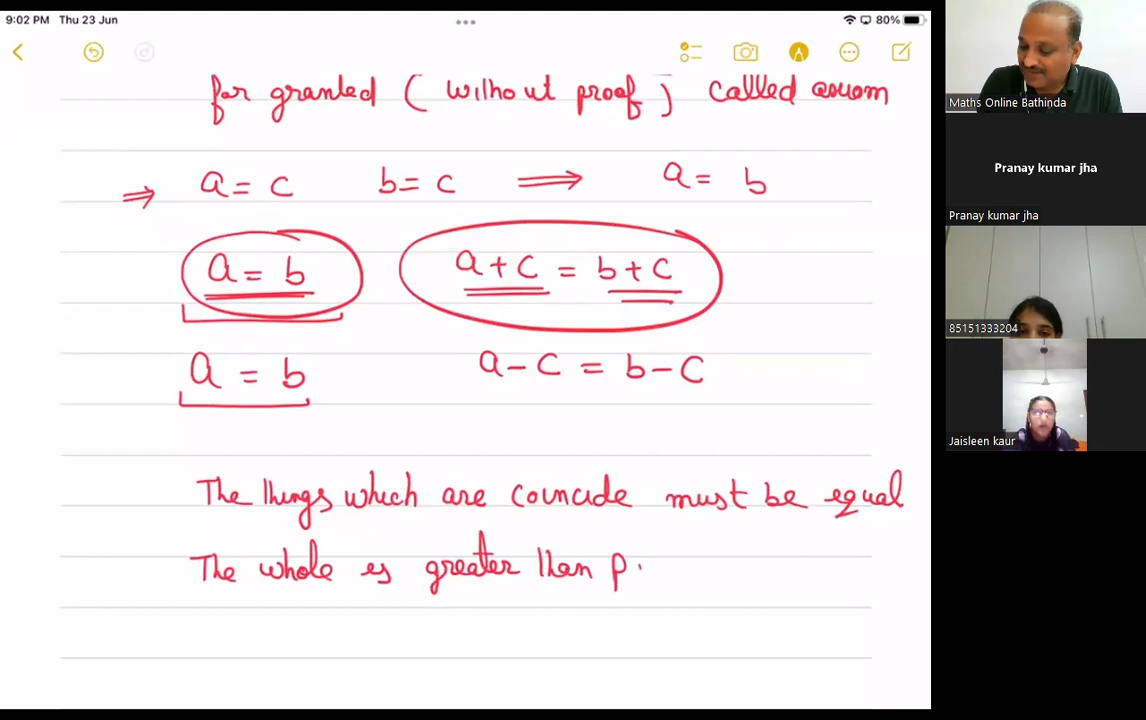 9:02 PM Thu 23 Jun
80%
for granted ( without proof ) called axiom
⇒ a = c b = c ⟹ a = b
a = b a + c = b + c
a = b a - c = b - c
The things which are coincide must be equal
The whole is greater than p
Maths Online Bathinda
Pranay kumar jha
Pranay kumar jha
85151333204
Jaisleen kaur